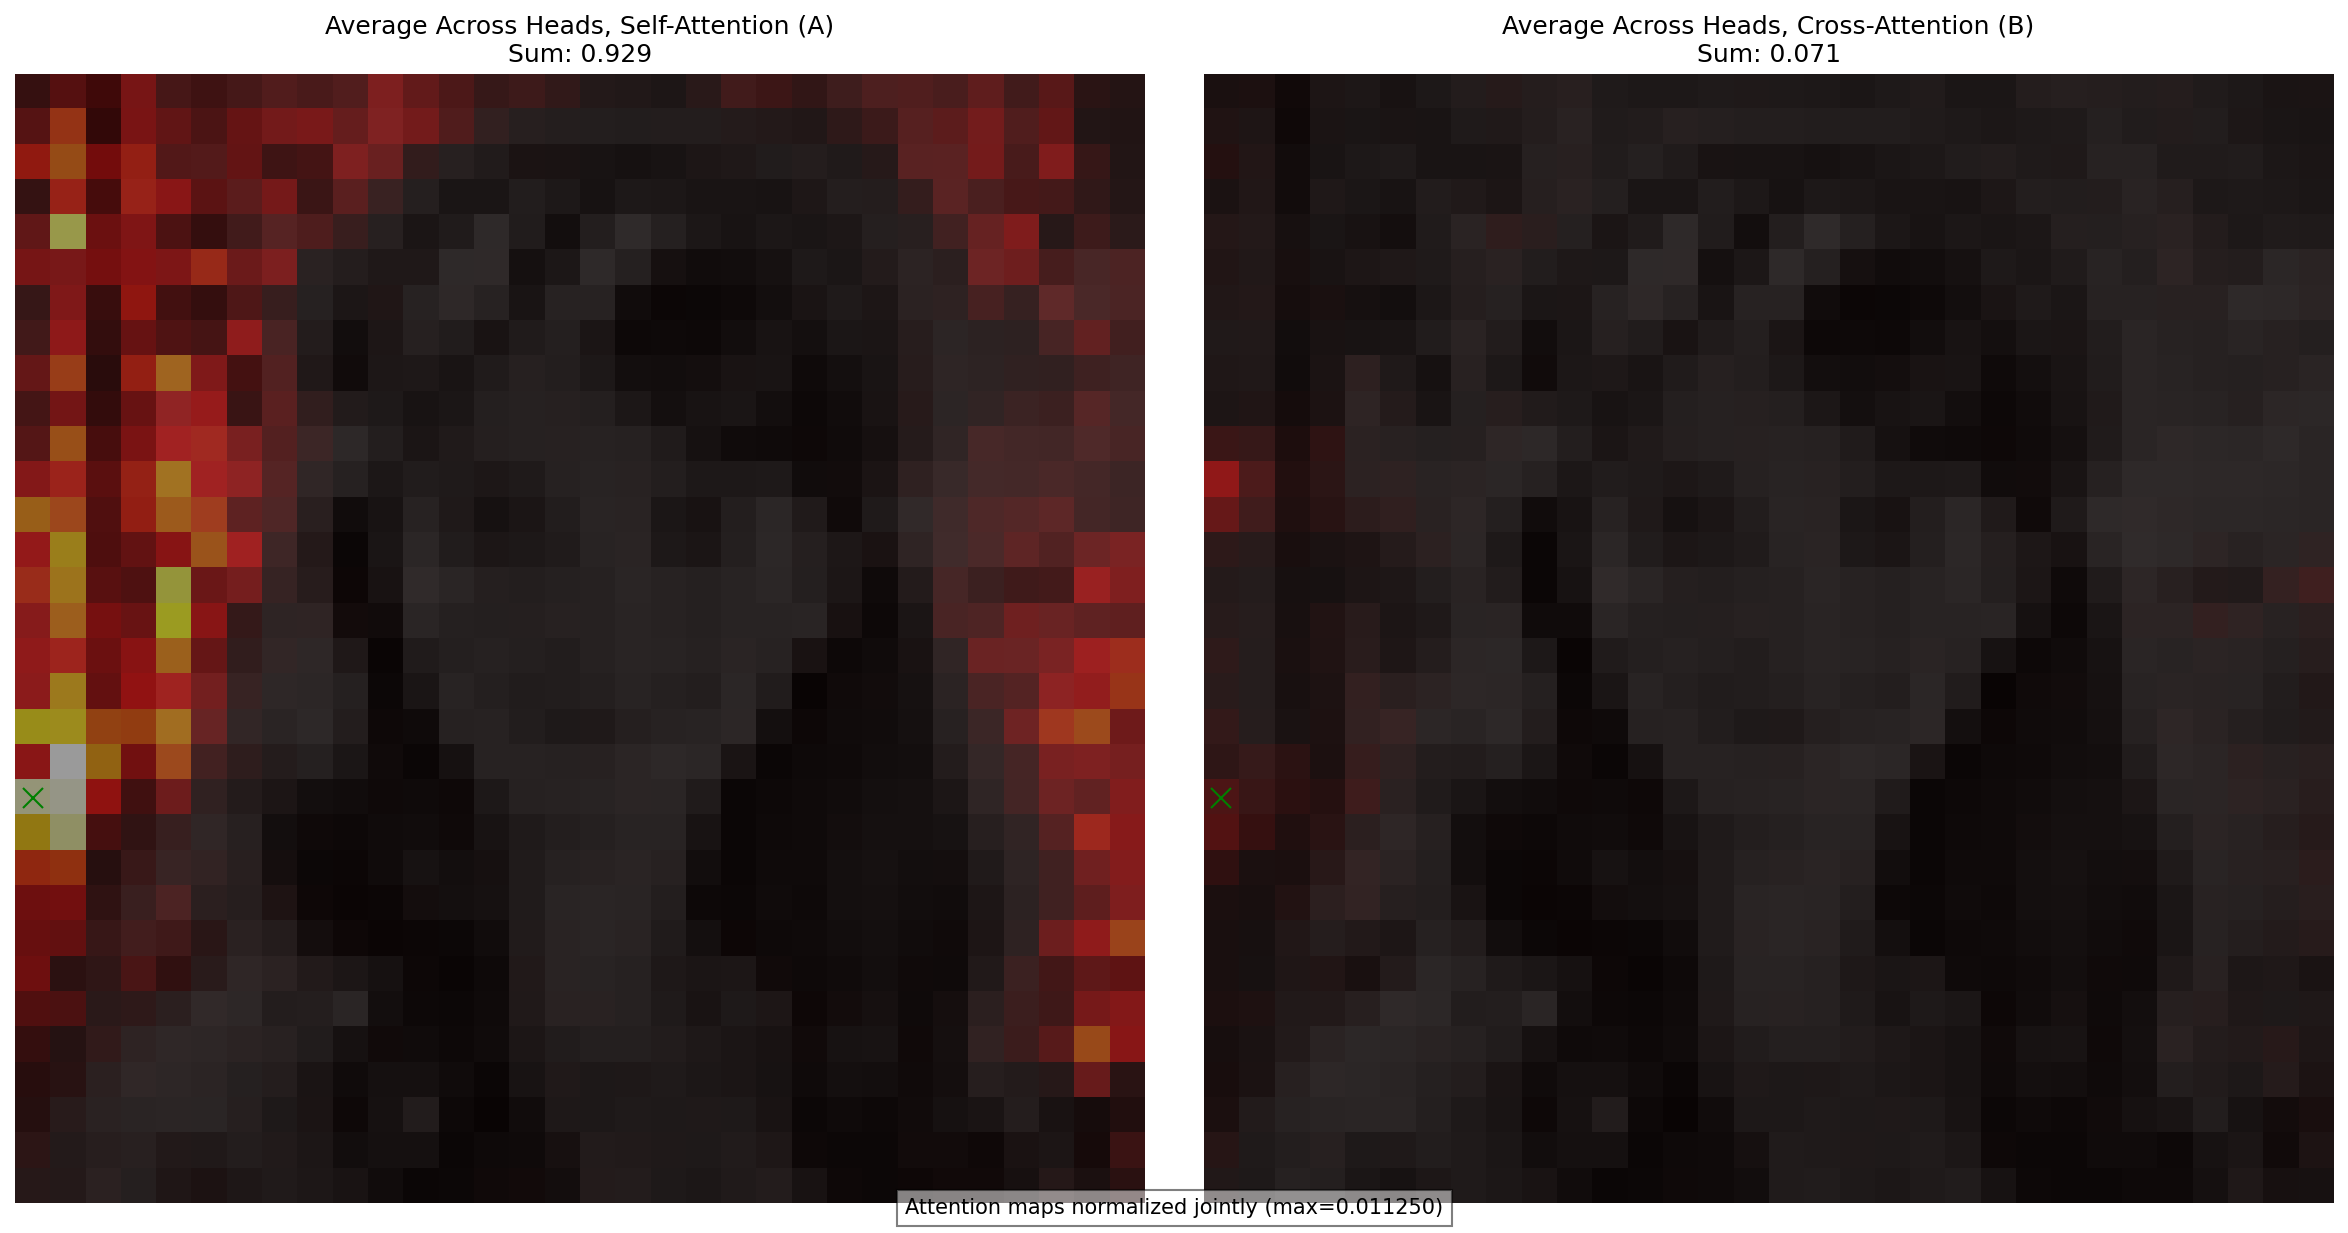 Average Across Heads, Self-Attention (A)
Sum: 0.929
Average Across Heads, Cross-Attention (B)
Sum: 0.071
Attention maps normalized jointly (max=0.011250)